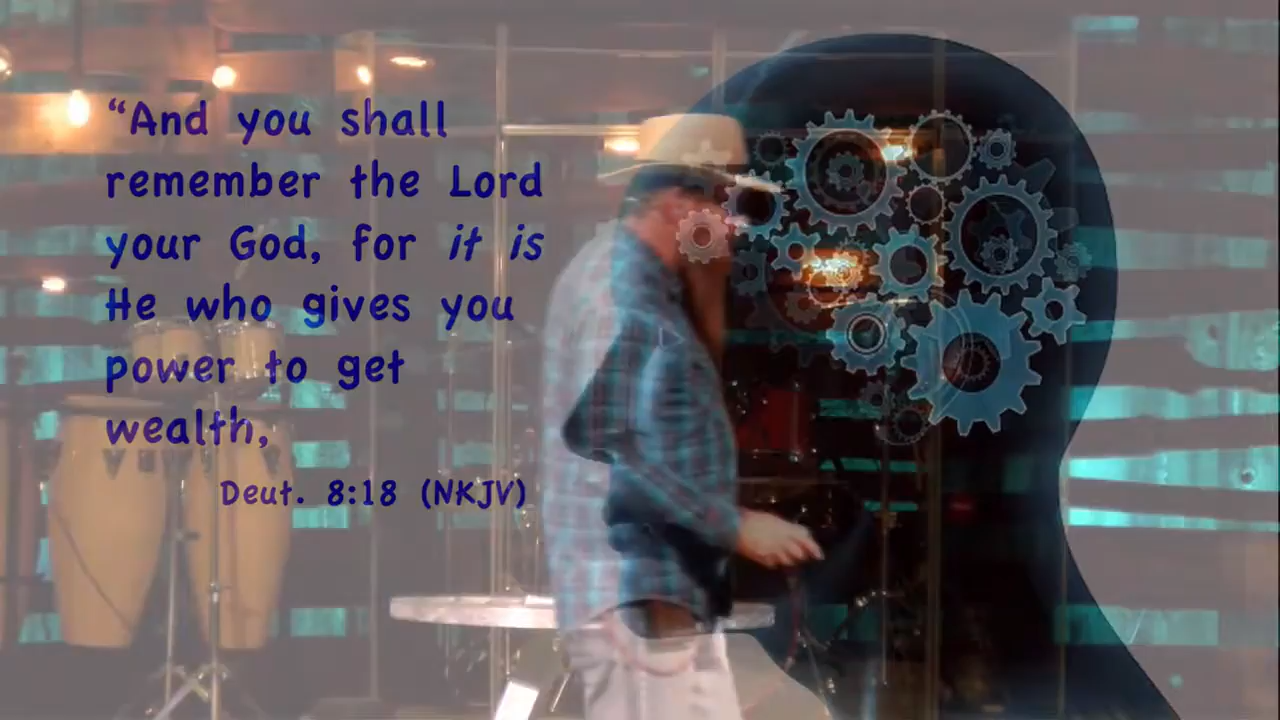 “And you shall
remember the Lord
your God, for it is
He who gives you
power to get
wealth,
Deut. 8:18 (NKJV)